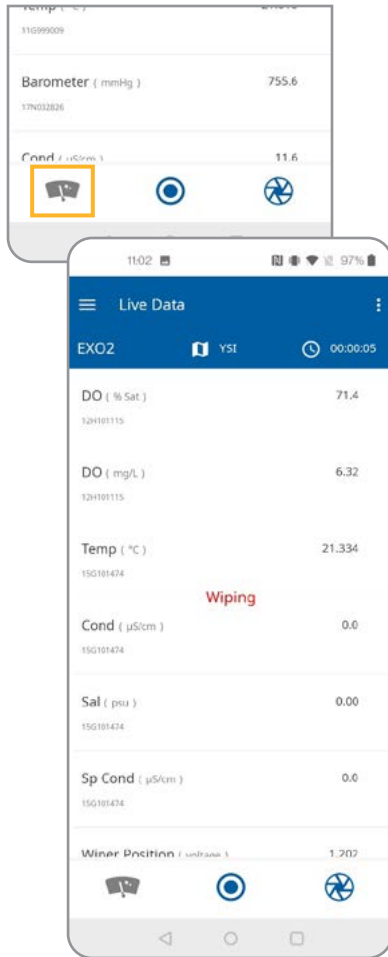 Temp ( °C )
11G999009
Barometer ( mmHg ) 755.6
17N032826
Cond ( µS/cm ) 11.6
11:02 97%
Live Data
EXO2 YSI 00:00:05
DO ( % Sat ) 71.4
12H101115
DO ( mg/L ) 6.32
12H101115
Temp ( °C ) 21.334
15G101474
Wiping
Cond ( µS/cm ) 0.0
15G101474
Sal ( psu ) 0.00
15G101474
Sp Cond ( µS/cm ) 0.0
15G101474
Wiper Position ( voltage ) 1.202